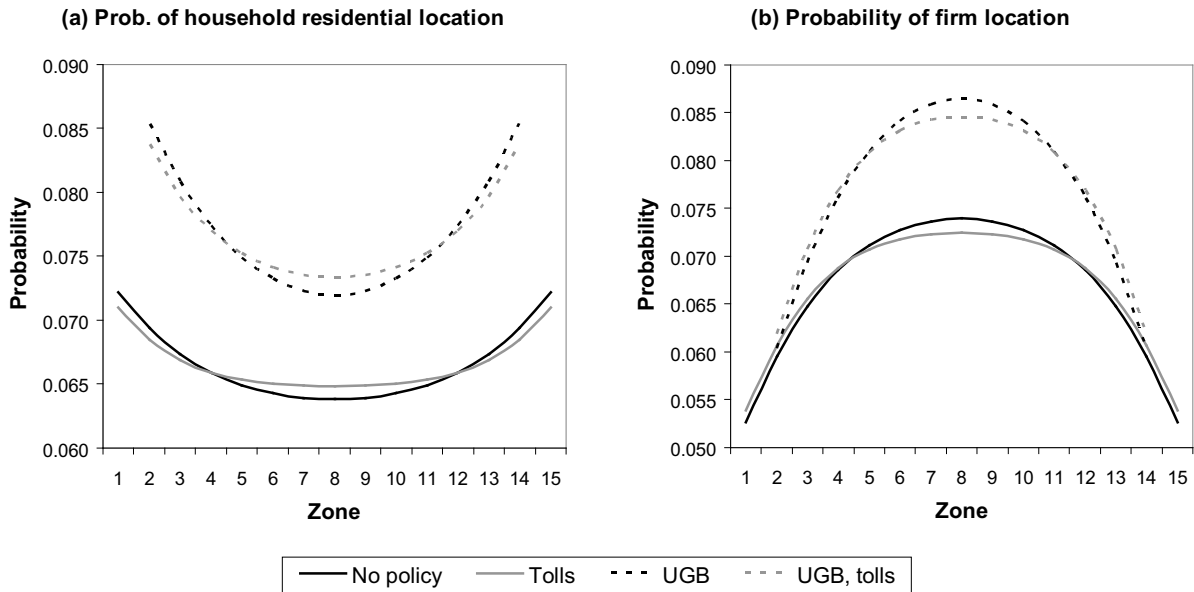 (a) Prob. of household residential location
0.090
0.085
0.080
0.075
0.070
0.065
0.060
Probability
1 2 3 4 5 6 7 8 9 10 11 12 13 14 15
Zone
(b) Probability of firm location
0.090
0.085
0.080
0.075
0.070
0.065
0.060
0.055
0.050
Probability
1 2 3 4 5 6 7 8 9 10 11 12 13 14 15
Zone
No policy Tolls UGB UGB, tolls